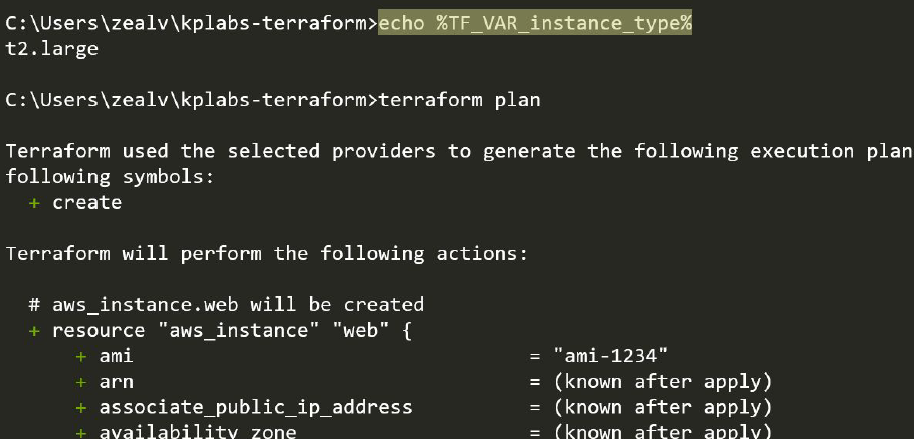 C:\Users\zealv\kplabs-terraform>echo %TF_VAR_instance_type%
t2.large
C:\Users\zealv\kplabs-terraform>terraform plan
Terraform used the selected providers to generate the following execution plan
following symbols:
+ create
Terraform will perform the following actions:
# aws_instance.web will be created
+ resource "aws_instance" "web" {
+ ami = "ami-1234"
+ arn = (known after apply)
+ associate_public_ip_address = (known after apply)
+ availability_zone = (known after apply)